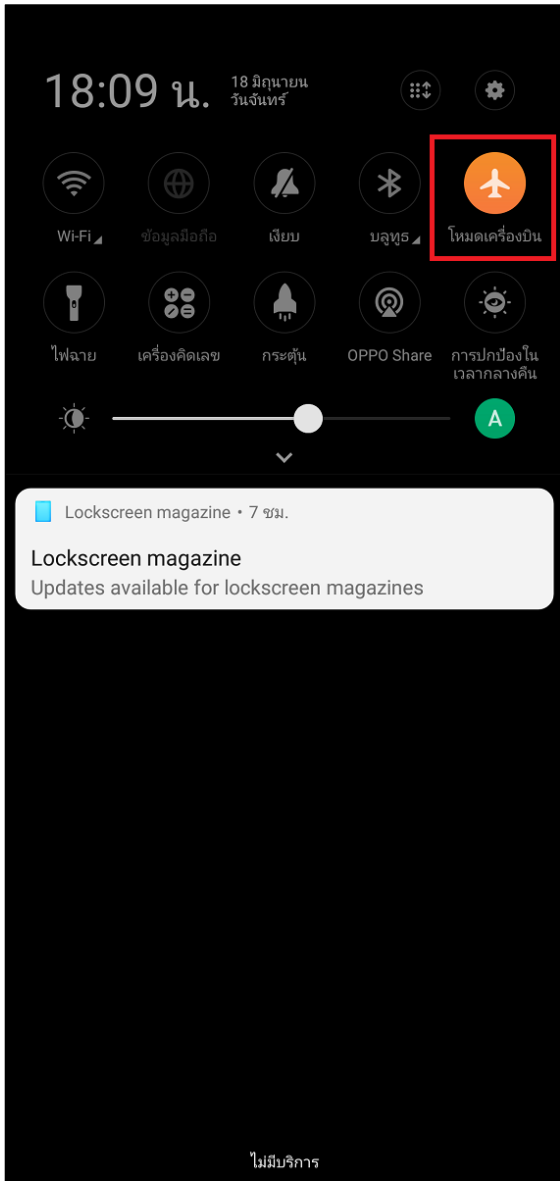 18:09 น.
18 มิถุนายน
วันจันทร์
Wi-Fi
ข้อมูลมือถือ
เงียบ
บลูทูธ
โหมดเครื่องบิน
ไฟฉาย
เครื่องคิดเลข
กระตุ้น
OPPO Share
การปกป้องใน
เวลากลางคืน
A
Lockscreen magazine • 7 ชม.
Lockscreen magazine
Updates available for lockscreen magazines
ไม่มีบริการ